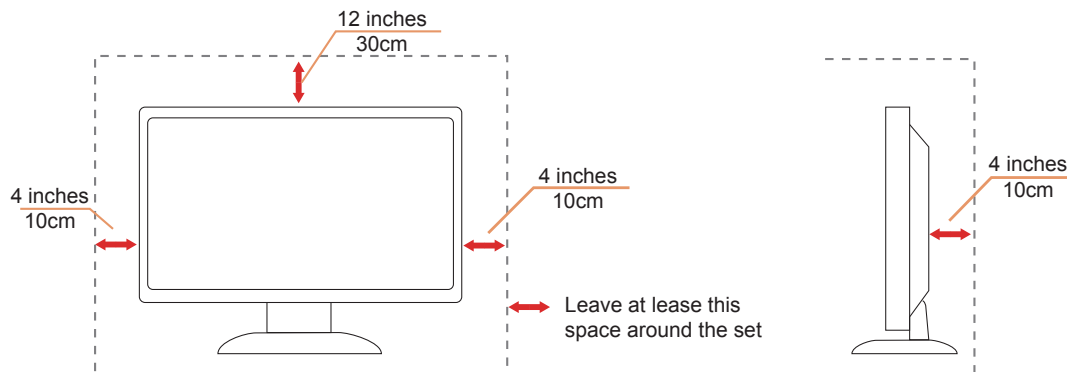 12 inches
30cm
4 inches
10cm
4 inches
10cm
4 inches
10cm
Leave at lease this
space around the set